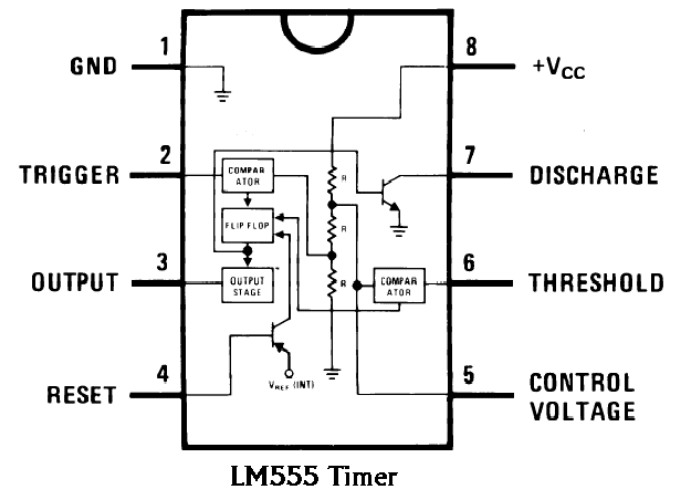 1
GND
8
+VCC
2
TRIGGER
COMPAR
ATOR
R
7
DISCHARGE
FLIP FLOP
R
3
OUTPUT
OUTPUT
STAGE
R
COMPAR
ATOR
6
THRESHOLD
4
RESET
VREF (INT)
5
CONTROL
VOLTAGE
LM555 Timer